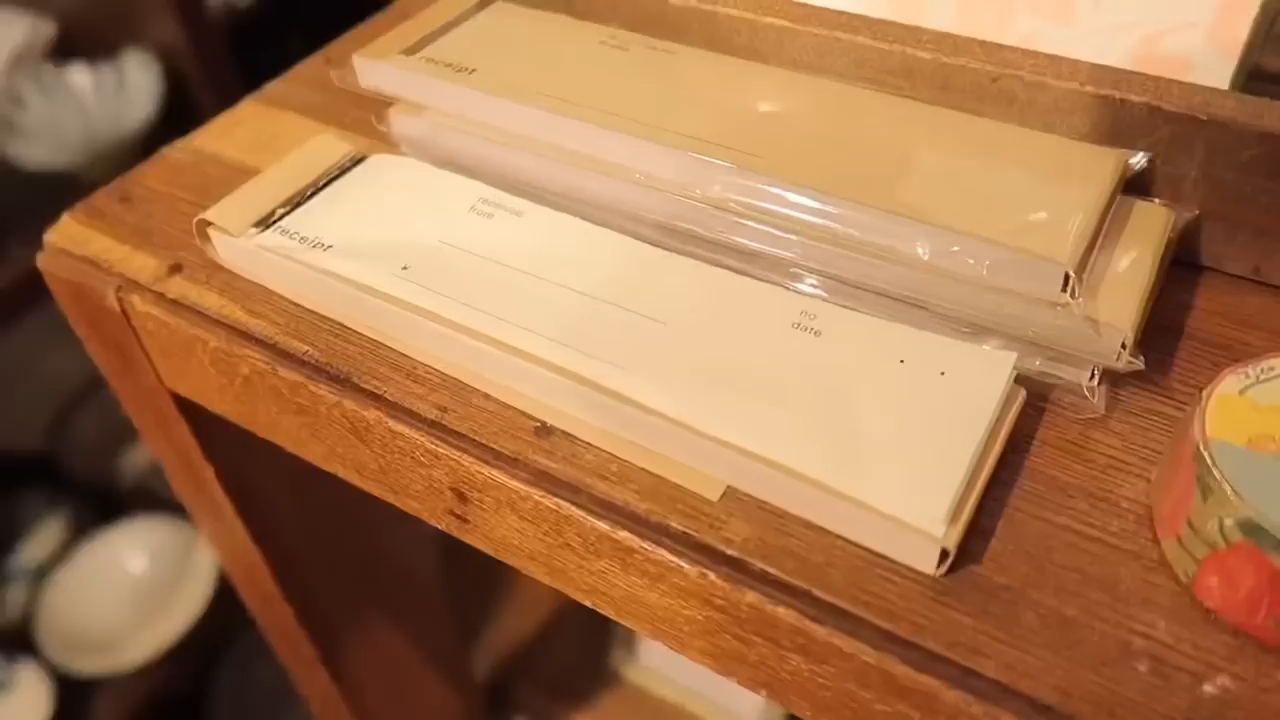 receipt
receipt
received
from
¥
no
date